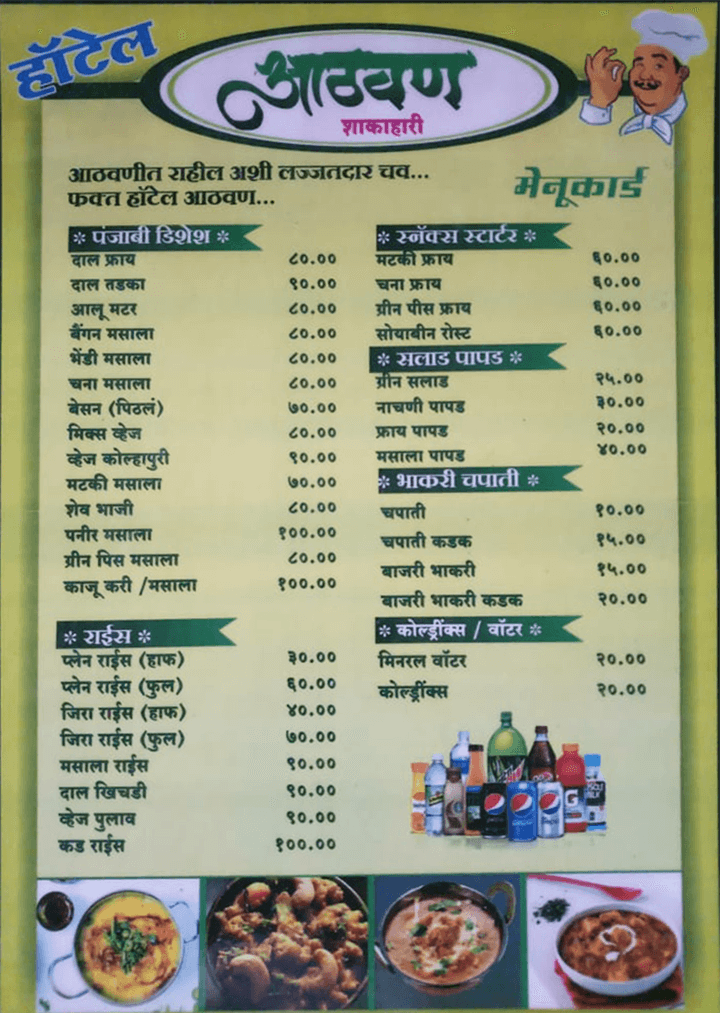 हॉटेल
आठवण
शाकाहारी
आठवणीत राहील अशी लज्जतदार चव...
फक्त हॉटेल आठवण...
मेनूकार्ड
* पंजाबी डिशेश *
दाल फ्राय ८०.००
दाल तडका ९०.००
आलू मटर ८०.००
बैंगन मसाला ८०.००
भेंडी मसाला ८०.००
चना मसाला ८०.००
बेसन (पिठलं) ७०.००
मिक्स व्हेज ८०.००
व्हेज कोल्हापुरी ९०.००
मटकी मसाला ७०.००
शेव भाजी ८०.००
पनीर मसाला १००.००
ग्रीन पिस मसाला ८०.००
काजू करी /मसाला १००.००
* राईस *
प्लेन राईस (हाफ) ३०.००
प्लेन राईस (फुल) ६०.००
जिरा राईस (हाफ) ४०.००
जिरा राईस (फुल) ७०.००
मसाला राईस ९०.००
दाल खिचडी ९०.००
व्हेज पुलाव ९०.००
कड राईस १००.००
* स्नॅक्स स्टार्टर *
मटकी फ्राय ६०.००
चना फ्राय ६०.००
ग्रीन पीस फ्राय ६०.००
सोयाबीन रोस्ट ६०.००
* सलाड पापड *
ग्रीन सलाड २५.००
नाचणी पापड ३०.००
फ्राय पापड २०.००
मसाला पापड ४०.००
* भाकरी चपाती *
चपाती १०.००
चपाती कडक १५.००
बाजरी भाकरी १५.००
बाजरी भाकरी कडक २०.००
* कोल्ड्रींक्स / वॉटर *
मिनरल वॉटर २०.००
कोल्ड्रींक्स २०.००
pepsi
pepsi
pepsi
G